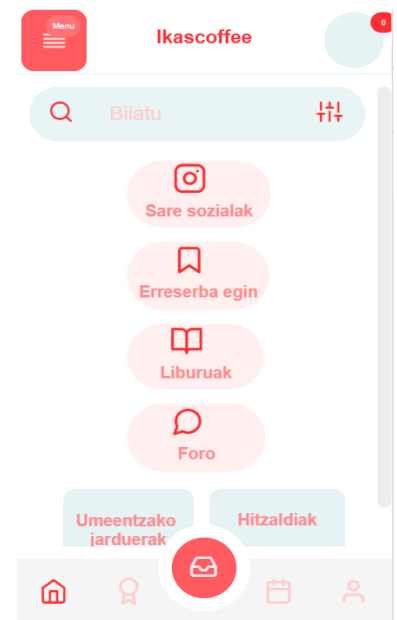 Menu
Ikascoffee
0
Bilatu
Sare sozialak
Erreserba egin
Liburuak
Foro
Umeentzako
jarduerak
Hitzaldiak